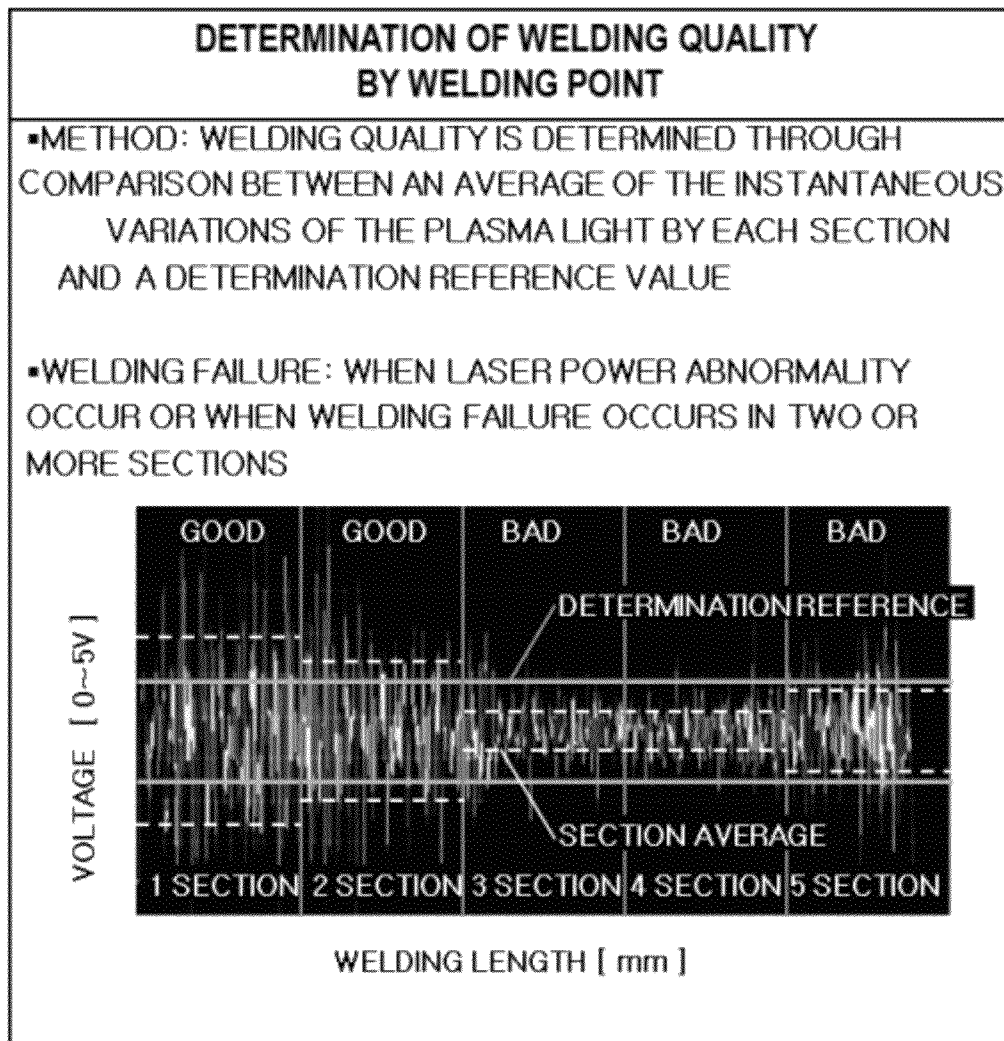 DETERMINATION OF WELDING QUALITY
BY WELDING POINT
▪METHOD: WELDING QUALITY IS DETERMINED THROUGH
COMPARISON BETWEEN AN AVERAGE OF THE INSTANTANEOUS
VARIATIONS OF THE PLASMA LIGHT BY EACH SECTION
AND A DETERMINATION REFERENCE VALUE
▪WELDING FAILURE: WHEN LASER POWER ABNORMALITY
OCCUR OR WHEN WELDING FAILURE OCCURS IN TWO OR
MORE SECTIONS
GOOD GOOD BAD BAD BAD
DETERMINATION REFERENCE
VOLTAGE [ 0~5V ]
SECTION AVERAGE
1 SECTION 2 SECTION 3 SECTION 4 SECTION 5 SECTION
WELDING LENGTH [ mm ]